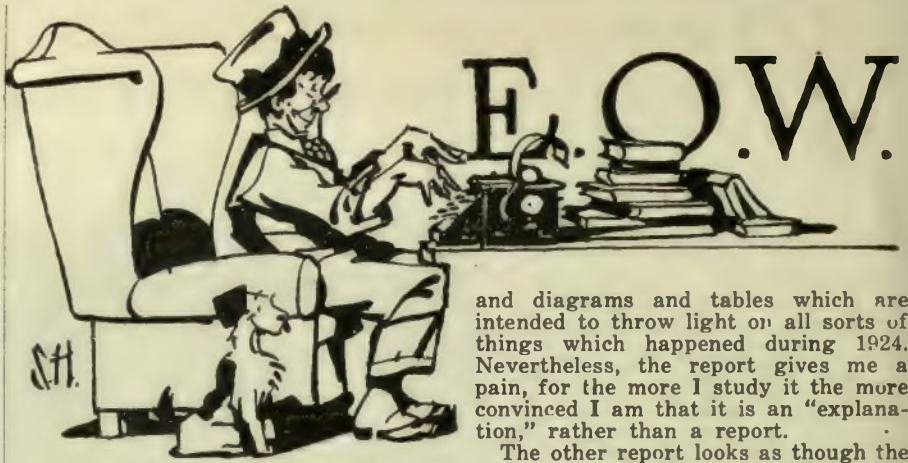 E.O.W.
S.H.
and diagrams and tables which are
intended to throw light on all sorts of
things which happened during 1924.
Nevertheless, the report gives me a
pain, for the more I study it the more
convinced I am that it is an "explana-
tion," rather than a report.
The other report looks as though the